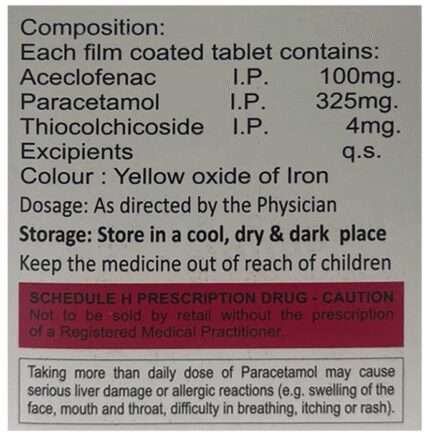 Composition:
Each film coated tablet contains:
Aceclofenac I.P. 100mg.
Paracetamol I.P. 325mg.
Thiocolchicoside I.P. 4mg.
Excipients q.s.
Colour : Yellow oxide of Iron
Dosage: As directed by the Physician
Storage: Store in a cool, dry & dark place
Keep the medicine out of reach of children
SCHEDULE H PRESCRIPTION DRUG - CAUTION
Not to be sold by retail without the prescription
of a Registered Medical Practitioner.
Taking more than daily dose of Paracetamol may cause
serious liver damage or allergic reactions (e.g. swelling of the
face, mouth and throat, difficulty in breathing, itching or rash).